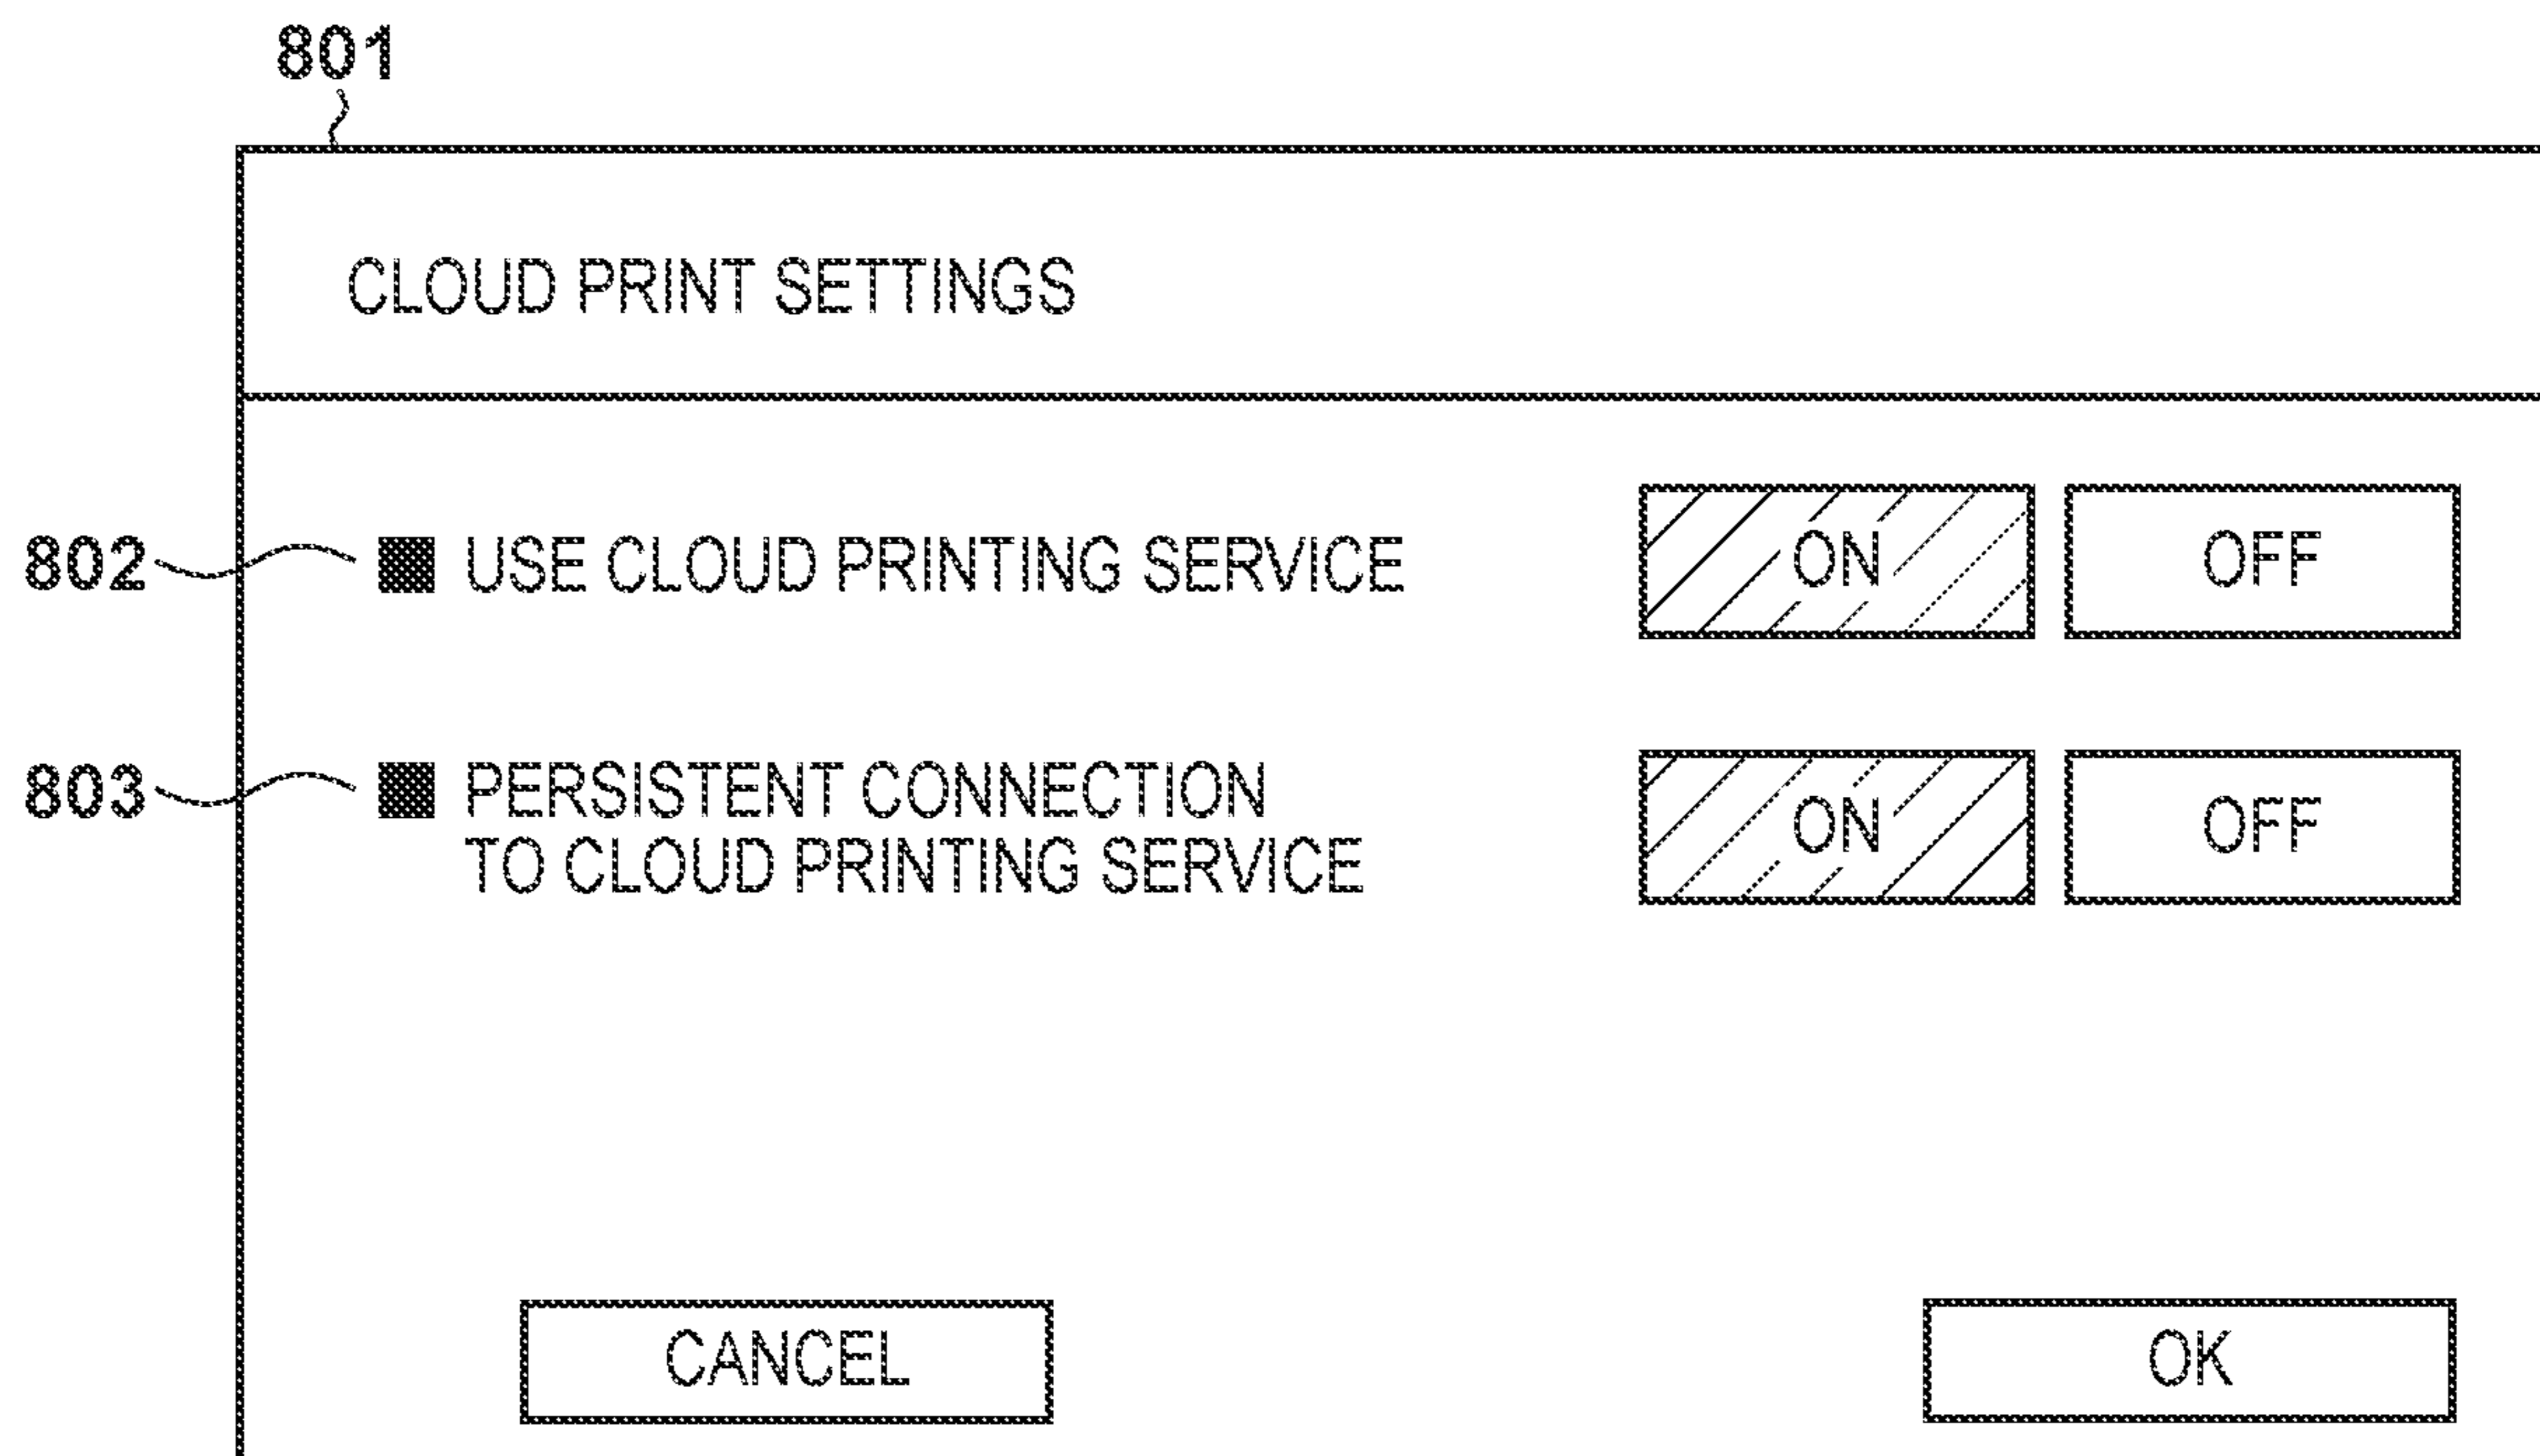 801
CLOUD PRINT SETTINGS
802 USE CLOUD PRINTING SERVICE ON OFF
803 PERSISTENT CONNECTION
TO CLOUD PRINTING SERVICE ON OFF
CANCEL OK